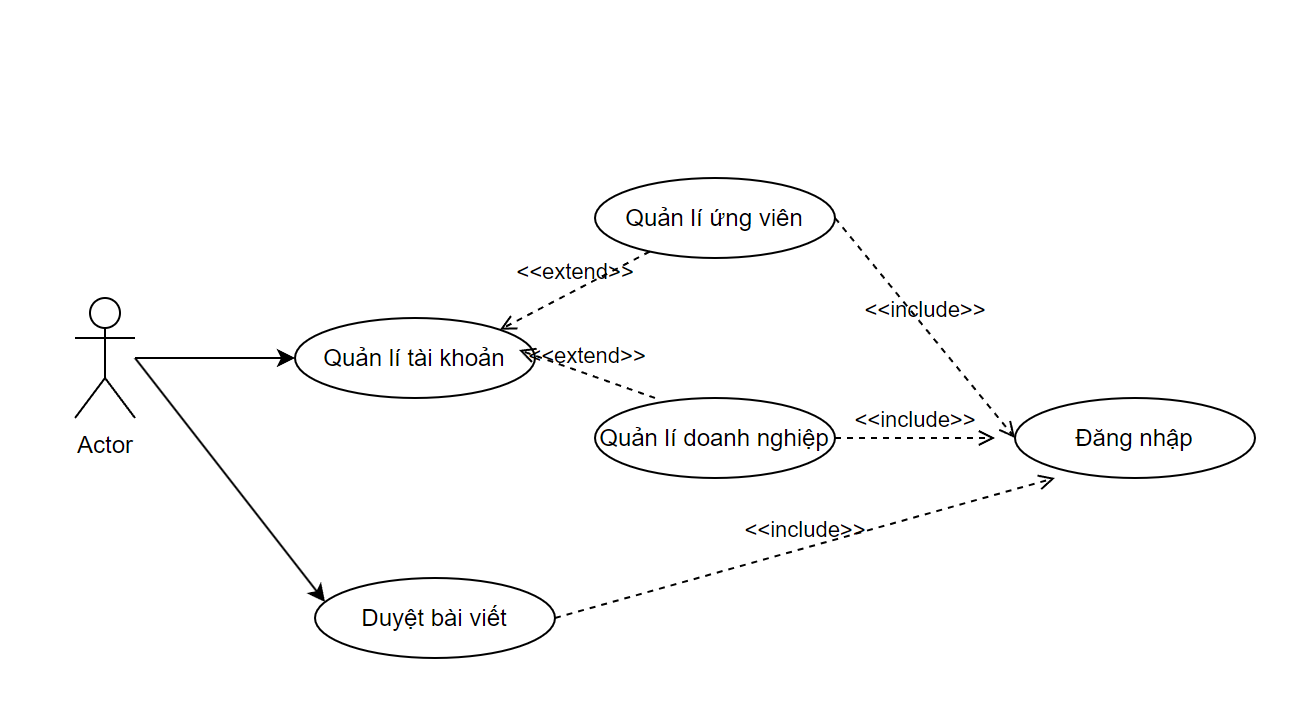 Quản lí ứng viên
<<extend>>
<<include>>
Quản lí tài khoản
<<extend>>
Quản lí doanh nghiệp
<<include>>
Đăng nhập
Actor
<<include>>
Duyệt bài viết